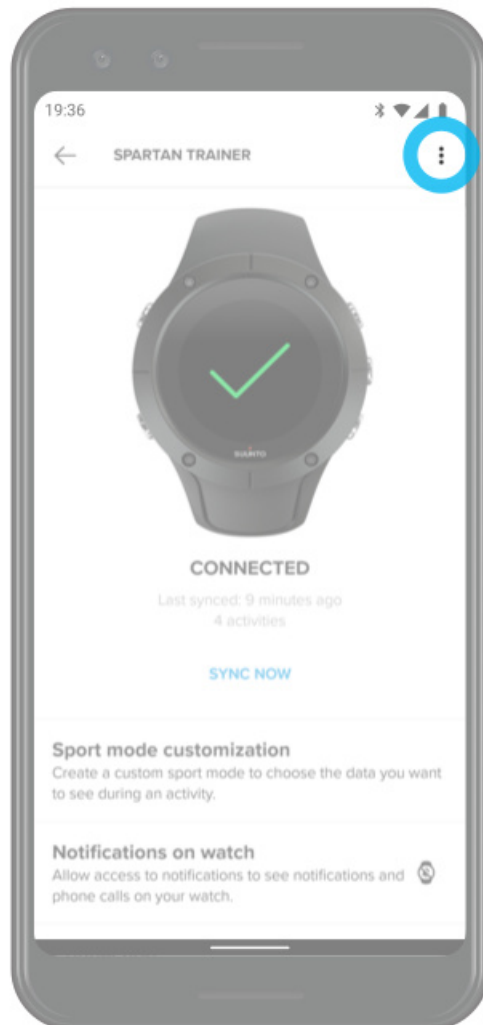 19:36
SPARTAN TRAINER
SUUNTO
CONNECTED
Last synced: 9 minutes ago
4 activities
SYNC NOW
Sport mode customization
Create a custom sport mode to choose the data you want
to see during an activity.
Notifications on watch
Allow access to notifications to see notifications and
phone calls on your watch.